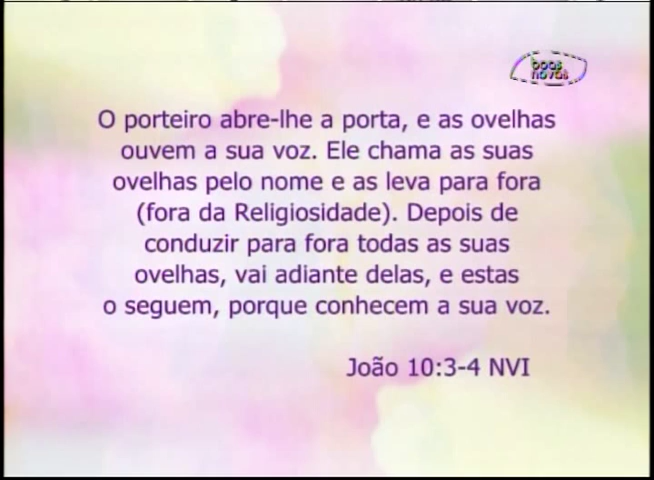 boas
novas
O porteiro abre-lhe a porta, e as ovelhas
ouvem a sua voz. Ele chama as suas
ovelhas pelo nome e as leva para fora
(fora da Religiosidade). Depois de
conduzir para fora todas as suas
ovelhas, vai adiante delas, e estas
o seguem, porque conhecem a sua voz.
João 10:3-4 NVI